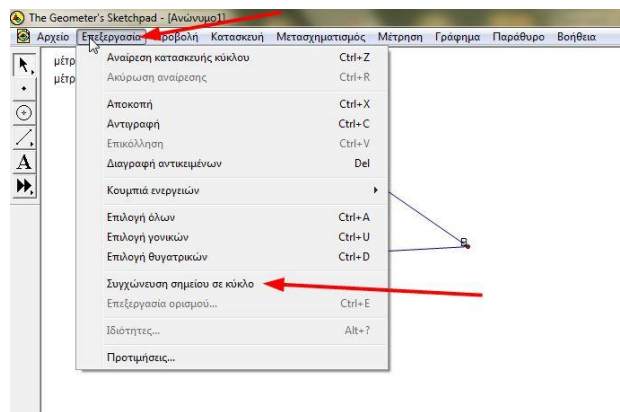 The Geometer's Sketchpad - [Ανώνυμο1]
Αρχείο Επεξεργασία Προβολή Κατασκευή Μετασχηματισμός Μέτρηση Γράφημα Παράθυρο Βοήθεια
μέτρ
μέτρ
Αναίρεση κατασκευής κύκλου Ctrl+Z
Ακύρωση αναίρεσης Ctrl+R
Αποκοπή Ctrl+X
Αντιγραφή Ctrl+C
Επικόλληση Ctrl+V
Διαγραφή αντικειμένων Del
Κουμπιά ενεργειών
Επιλογή όλων Ctrl+A
Επιλογή γονικών Ctrl+U
Επιλογή θυγατρικών Ctrl+D
Συγχώνευση σημείου σε κύκλο
Επεξεργασία ορισμού... Ctrl+E
Ιδιότητες... Alt+?
Προτιμήσεις...
A
B